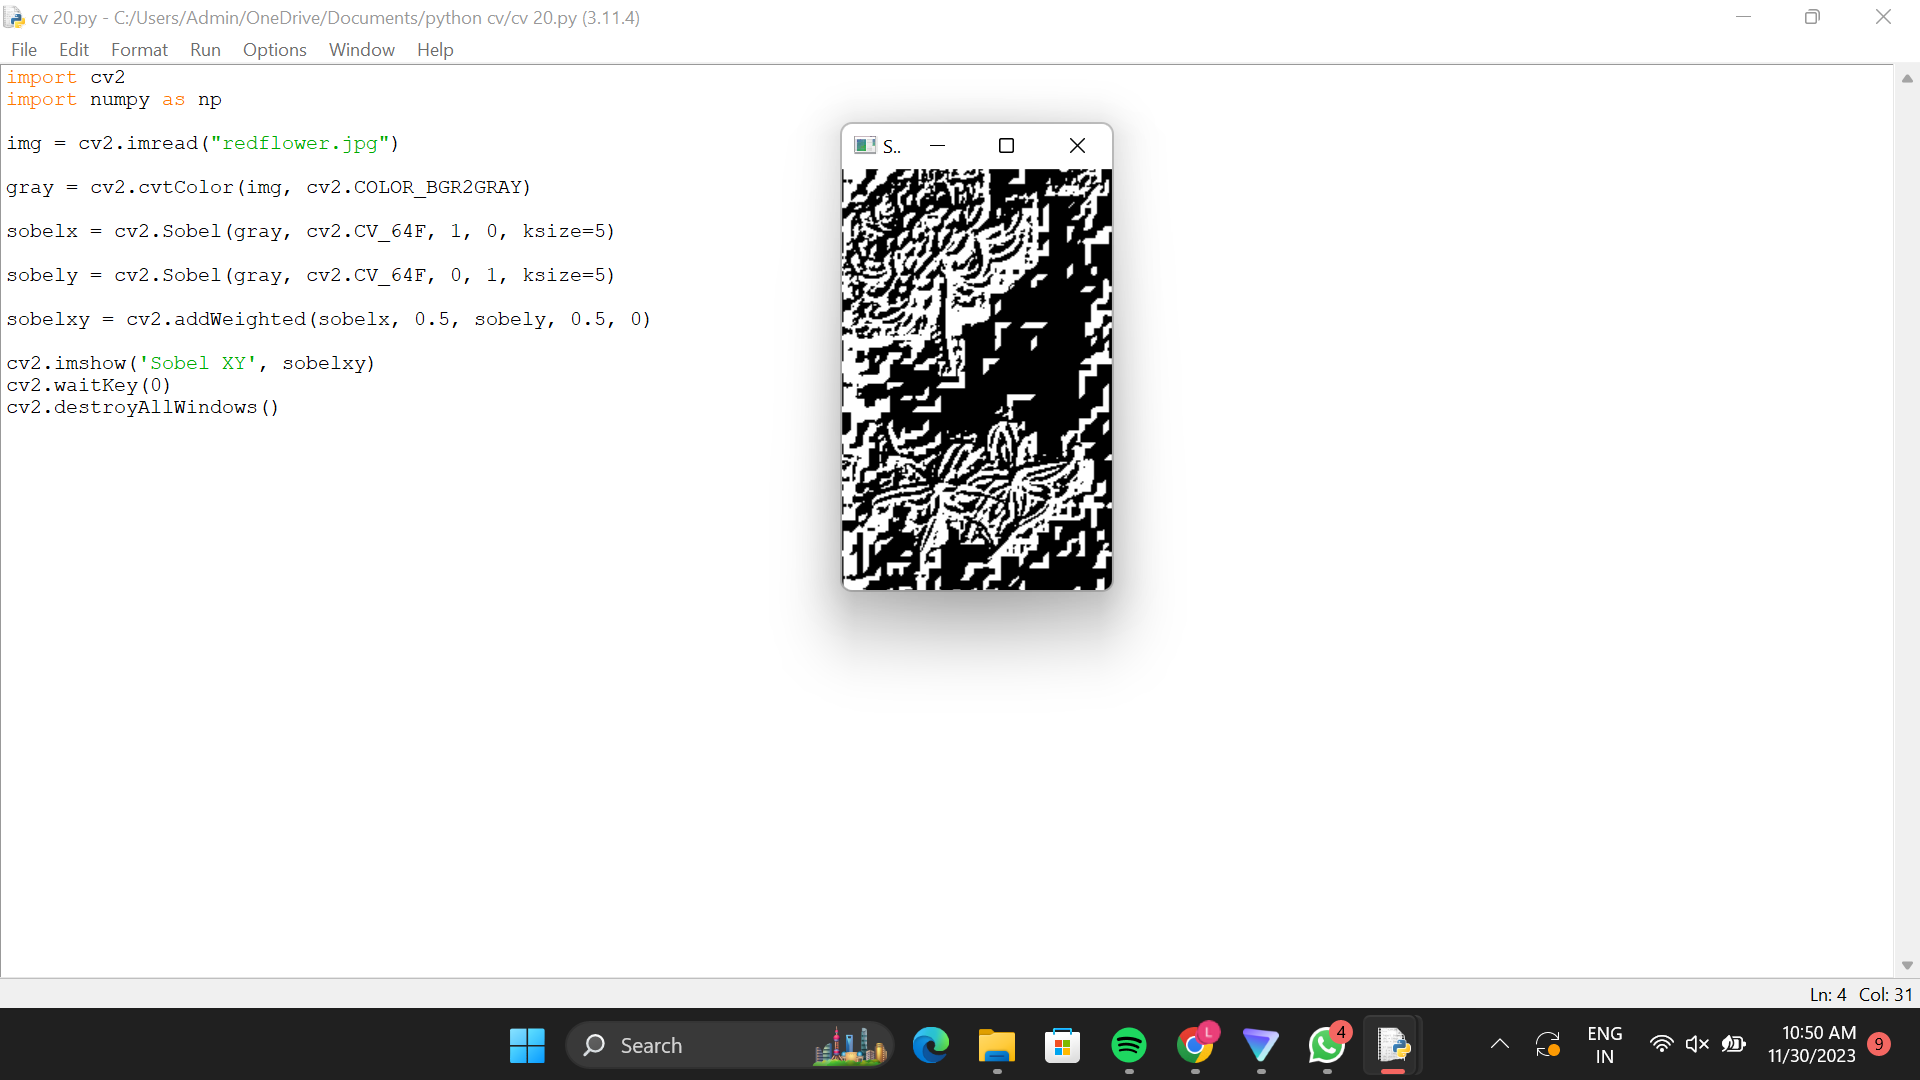 cv 20.py - C:/Users/Admin/OneDrive/Documents/python cv/cv 20.py (3.11.4)
File Edit Format Run Options Window Help
import cv2
import numpy as np
img = cv2.imread("redflower.jpg")
gray = cv2.cvtColor(img, cv2.COLOR_BGR2GRAY)
sobelx = cv2.Sobel(gray, cv2.CV_64F, 1, 0, ksize=5)
sobely = cv2.Sobel(gray, cv2.CV_64F, 0, 1, ksize=5)
sobelxy = cv2.addWeighted(sobelx, 0.5, sobely, 0.5, 0)
cv2.imshow('Sobel XY', sobelxy)
cv2.waitKey(0)
cv2.destroyAllWindows()
S..
Ln: 4 Col: 31
Search
L
4
ENG
IN
10:50 AM
11/30/2023
9